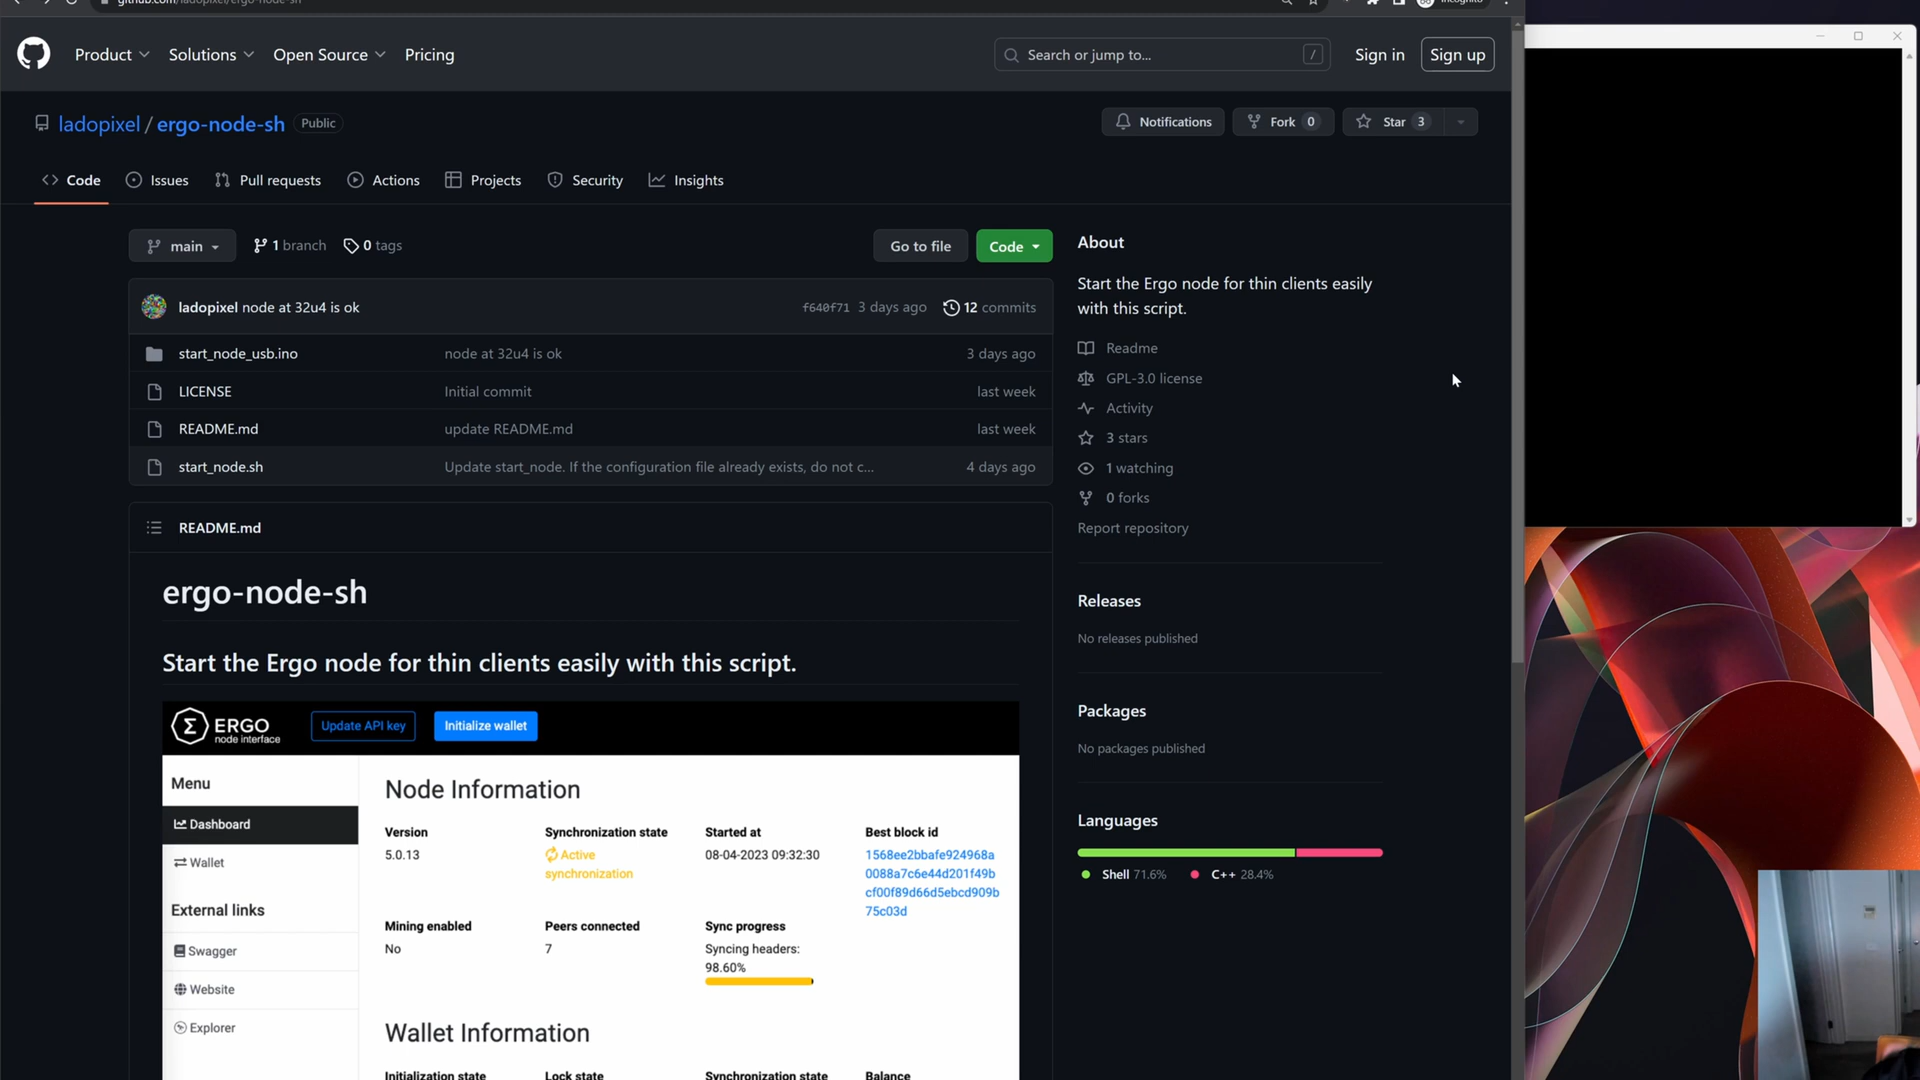 github.com/ladopixel/ergo-node-sh
Incognito
Product
Solutions
Open Source
Pricing
Search or jump to...
/
Sign in
Sign up
ladopixel / ergo-node-sh
Public
Notifications
Fork 0
Star 3
Code
Issues
Pull requests
Actions
Projects
Security
Insights
main
1 branch
0 tags
Go to file
Code
ladopixel node at 32u4 is ok
f640f71 3 days ago
12 commits
start_node_usb.ino
node at 32u4 is ok
3 days ago
LICENSE
Initial commit
last week
README.md
update README.md
last week
start_node.sh
Update start_node. If the configuration file already exists, do not c...
4 days ago
README.md
ergo-node-sh
Start the Ergo node for thin clients easily with this script.
Σ
ERGO
node interface
Update API key
Initialize wallet
Menu
Dashboard
Wallet
External links
Swagger
Website
Explorer
Node Information
Version
5.0.13
Synchronization state
Active
synchronization
Started at
08-04-2023 09:32:30
Best block id
1568ee2bbafe924968a
0088a7c6e44d201f49b
cf00f89d66d5ebcd909b
75c03d
Mining enabled
No
Peers connected
7
Sync progress
Syncing headers:
98.60%
Wallet Information
Initialization state
Lock state
Synchronization state
Balance
About
Start the Ergo node for thin clients easily
with this script.
Readme
GPL-3.0 license
Activity
3 stars
1 watching
0 forks
Report repository
Releases
No releases published
Packages
No packages published
Languages
Shell 71.6%
C++ 28.4%